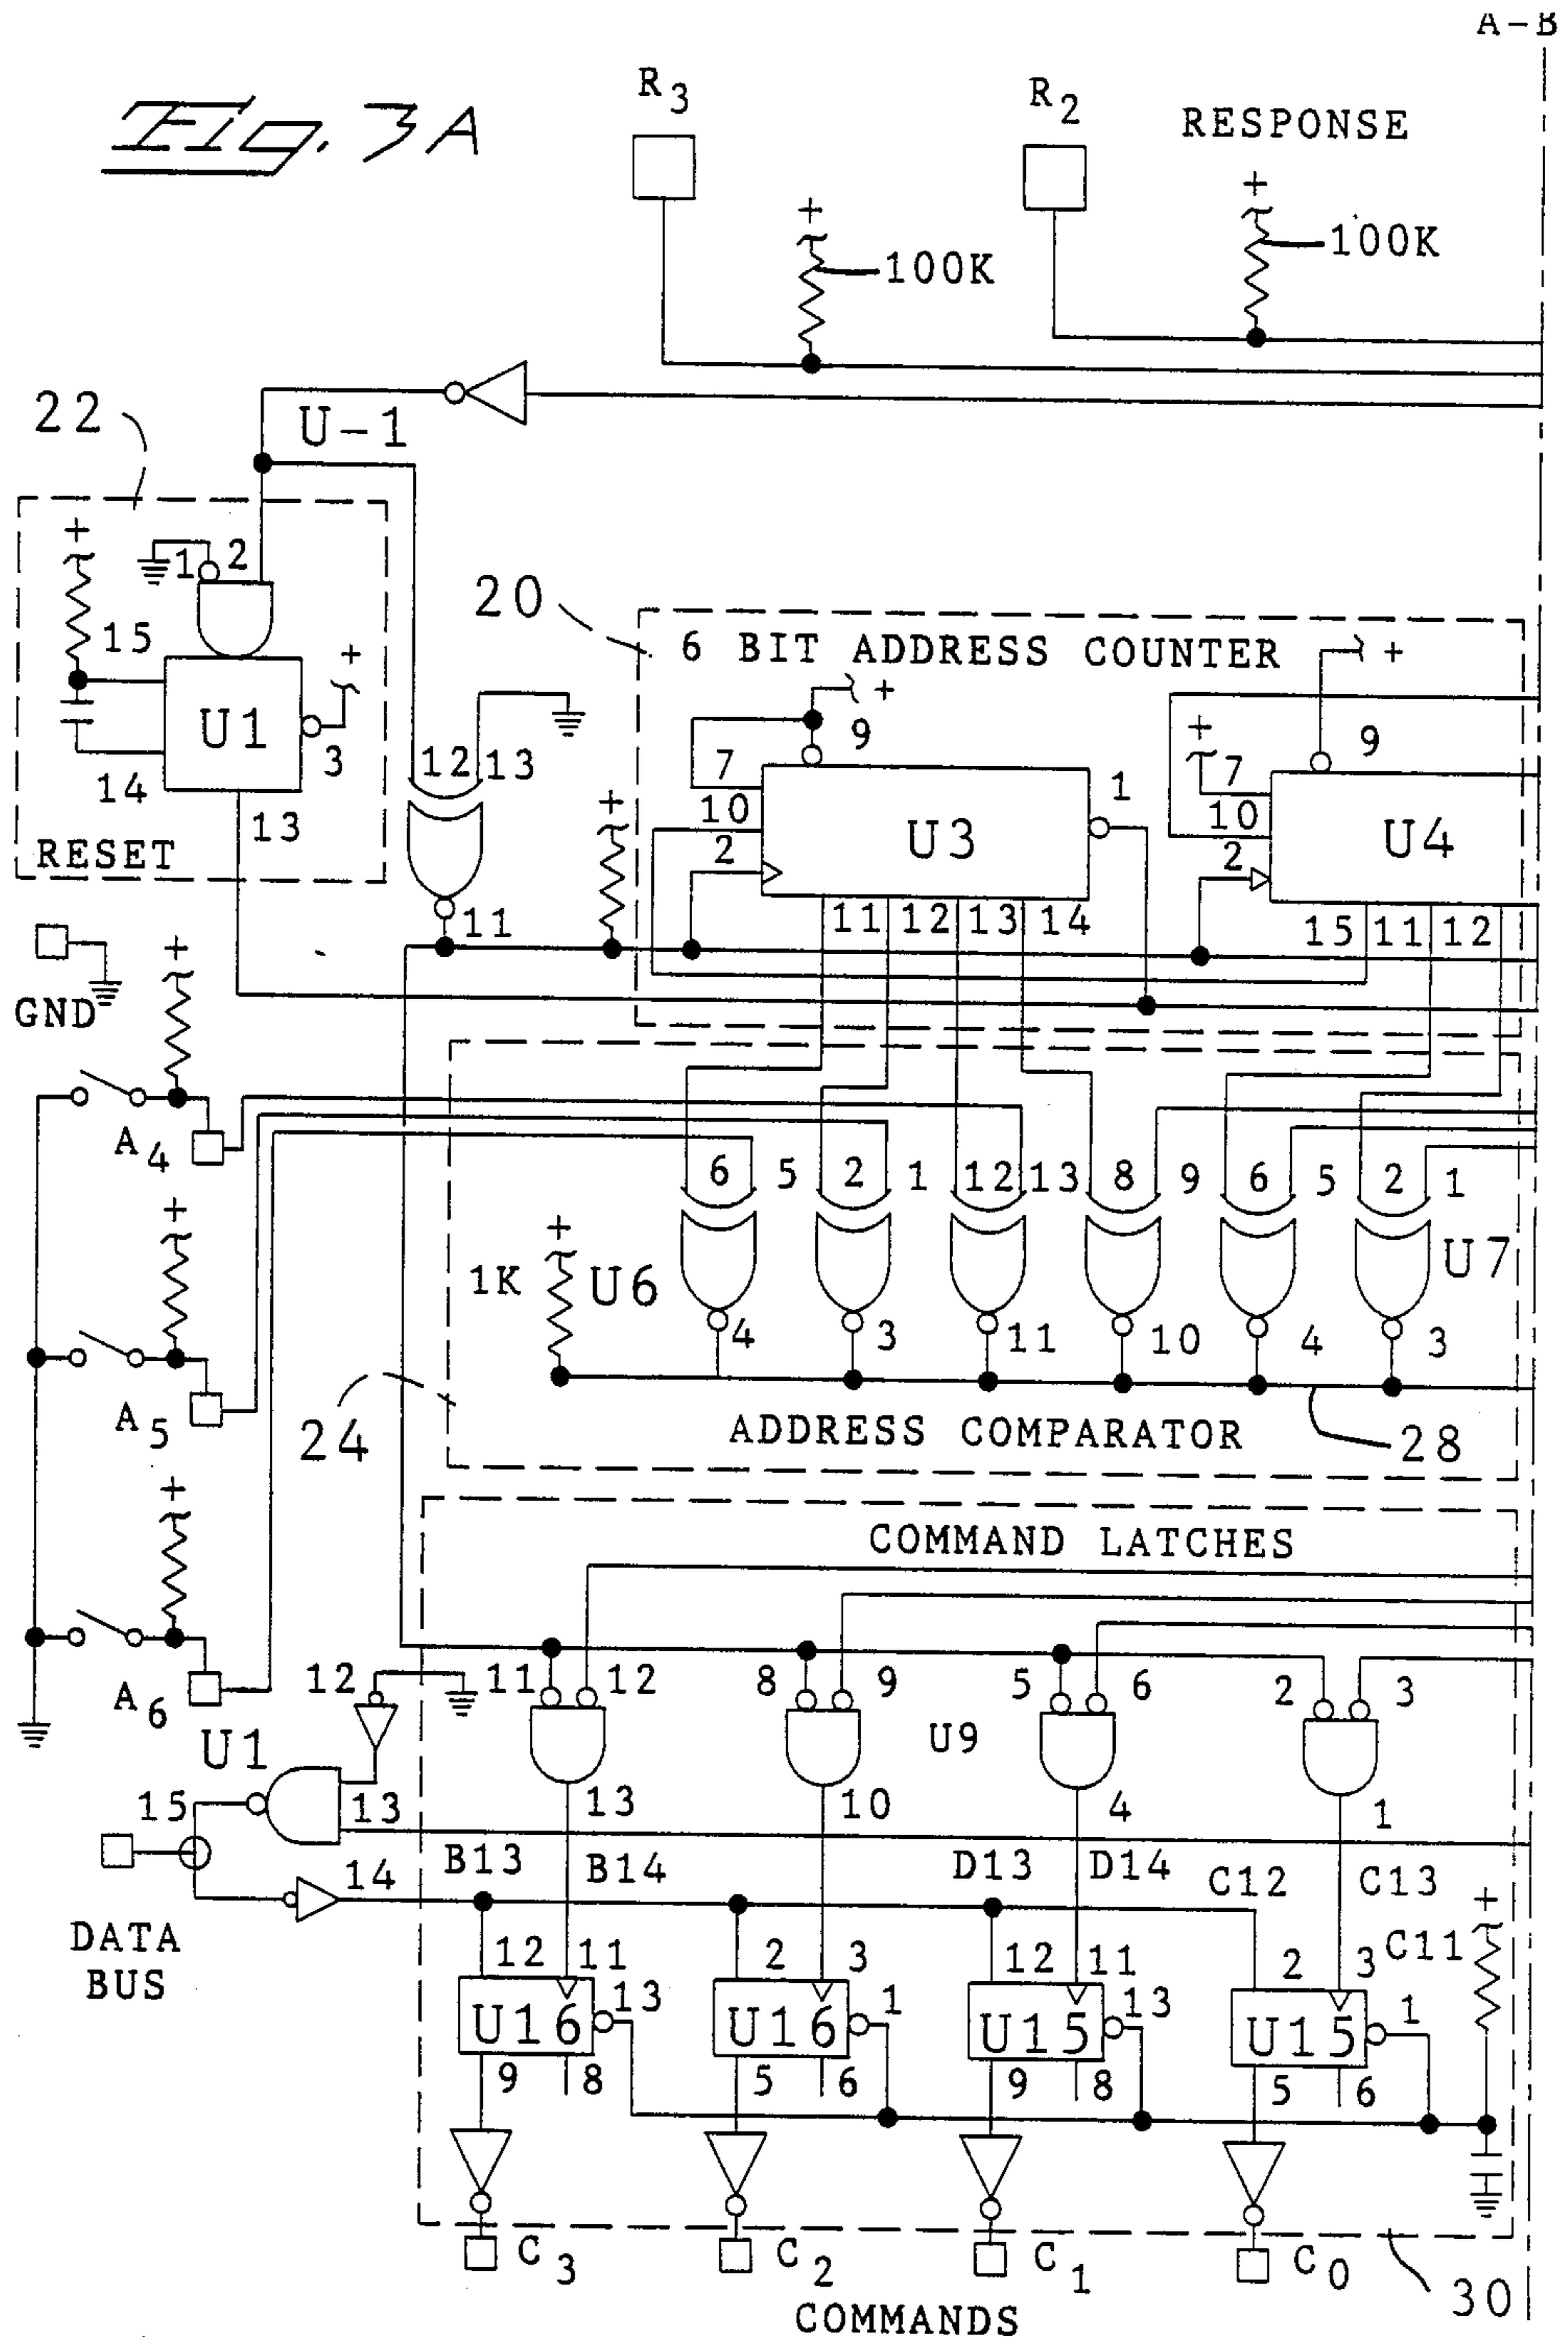 A-B
Fig. 3A
R3
R2
RESPONSE
+
+
100K
100K
22
U-1
+
1 2
15
+
U1
3
14
13
RESET
20
6 BIT ADDRESS COUNTER
+
+
9
9
12 13
7
+
7
10
1
10
2
U3
2
U4
+
11 12 13 14
15 11 12
11
GND
+
A4
6 5 2 1 12 13 8 9 6 5 2 1
+
+
1K
U6
U7
4 3 11 10 4 3
A5
24
ADDRESS COMPARATOR
28
+
COMMAND LATCHES
12
11 12
8 9
5 6
2 3
A6
U1
U9
15
13
13
10
4
1
B13 B14
D13 D14
C12 C13
14
+
C11
DATA
BUS
12 11
2 3
12 11
2 3
13
1
13
1
U16
U16
U15
U15
9 8
5 6
9 8
5 6
C3
C2
C1
C0
30
COMMANDS